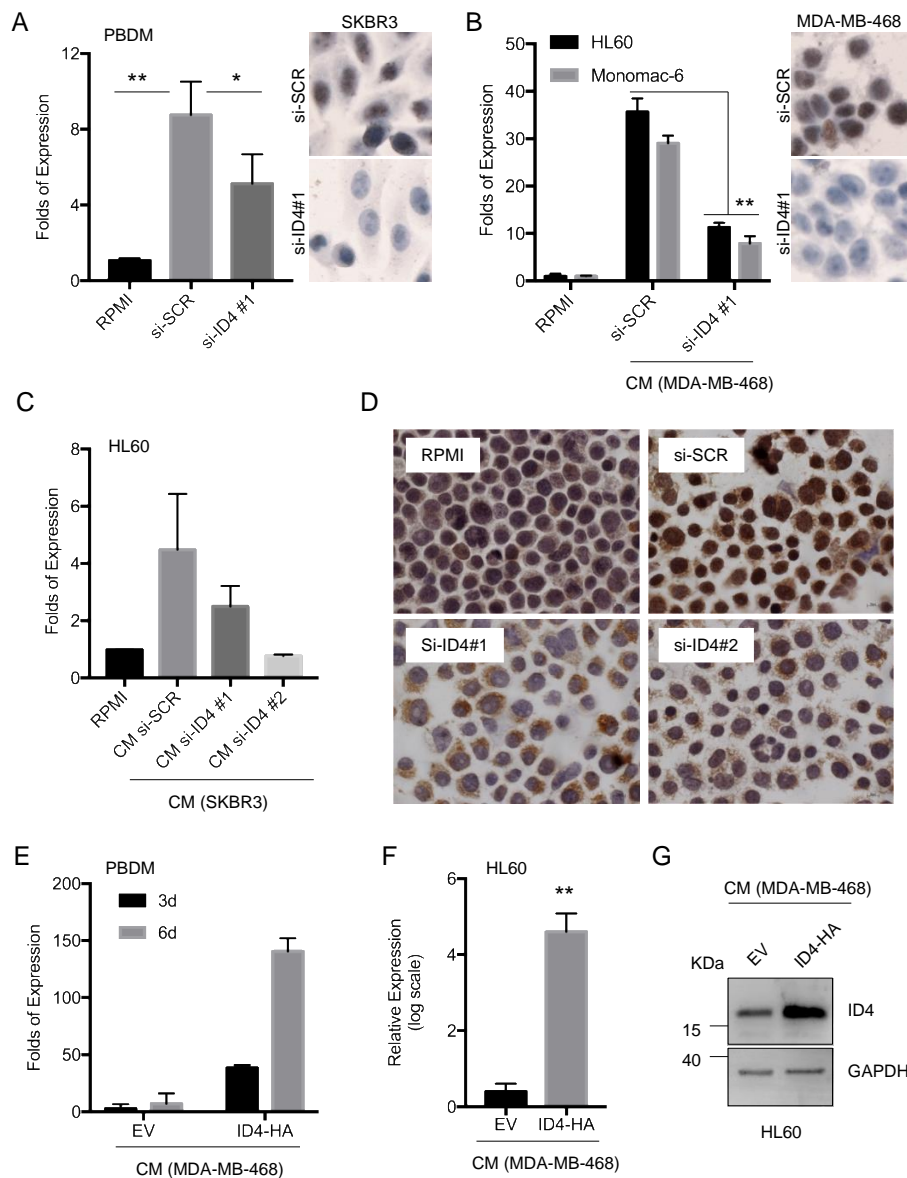 A
PBDM
SKBR3
Folds of Expression
12
8
4
0
**
*
RPMI
si-SCR
si-ID4 #1
si-SCR
si-ID4#1
B
MDA-MB-468
HL60
Monomac-6
Folds of Expression
50
40
30
20
10
0
**
RPMI
si-SCR
si-ID4 #1
CM (MDA-MB-468)
si-SCR
si-ID4#1
C
HL60
Folds of Expression
8
6
4
2
0
RPMI
CM si-SCR
CM si-ID4 #1
CM si-ID4 #2
CM (SKBR3)
D
RPMI
si-SCR
Si-ID4#1
si-ID4#2
E
PBDM
3d
6d
Folds of Expression
200
150
100
50
0
EV
ID4-HA
CM (MDA-MB-468)
F
HL60
Relative Expression
(log scale)
6
4
2
0
**
EV
ID4-HA
CM (MDA-MB-468)
G
CM (MDA-MB-468)
EV
ID4-HA
KDa
15
40
ID4
GAPDH
HL60